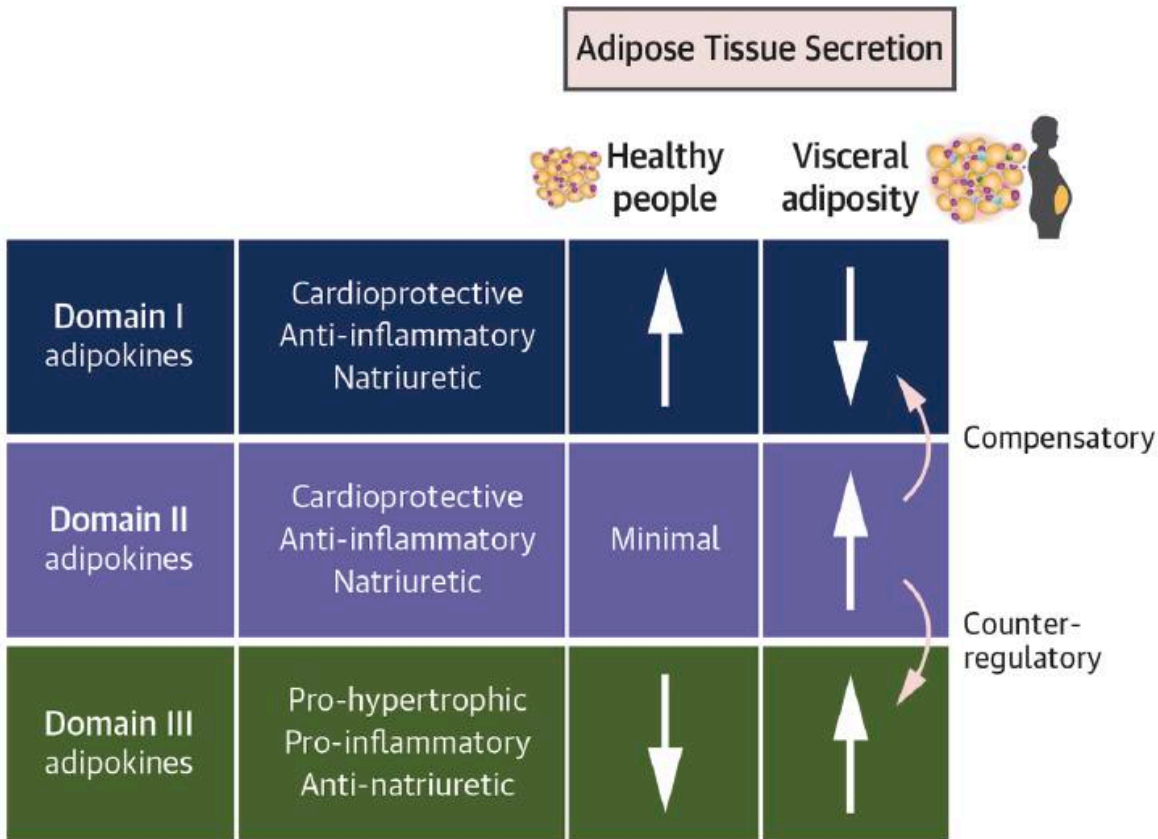 Adipose Tissue Secretion
Healthy
people
Visceral
adiposity
Domain I
adipokines
Cardioprotective
Anti-inflammatory
Natriuretic
Compensatory
Domain II
adipokines
Cardioprotective
Anti-inflammatory
Natriuretic
Minimal
Counter-
regulatory
Domain III
adipokines
Pro-hypertrophic
Pro-inflammatory
Anti-natriuretic